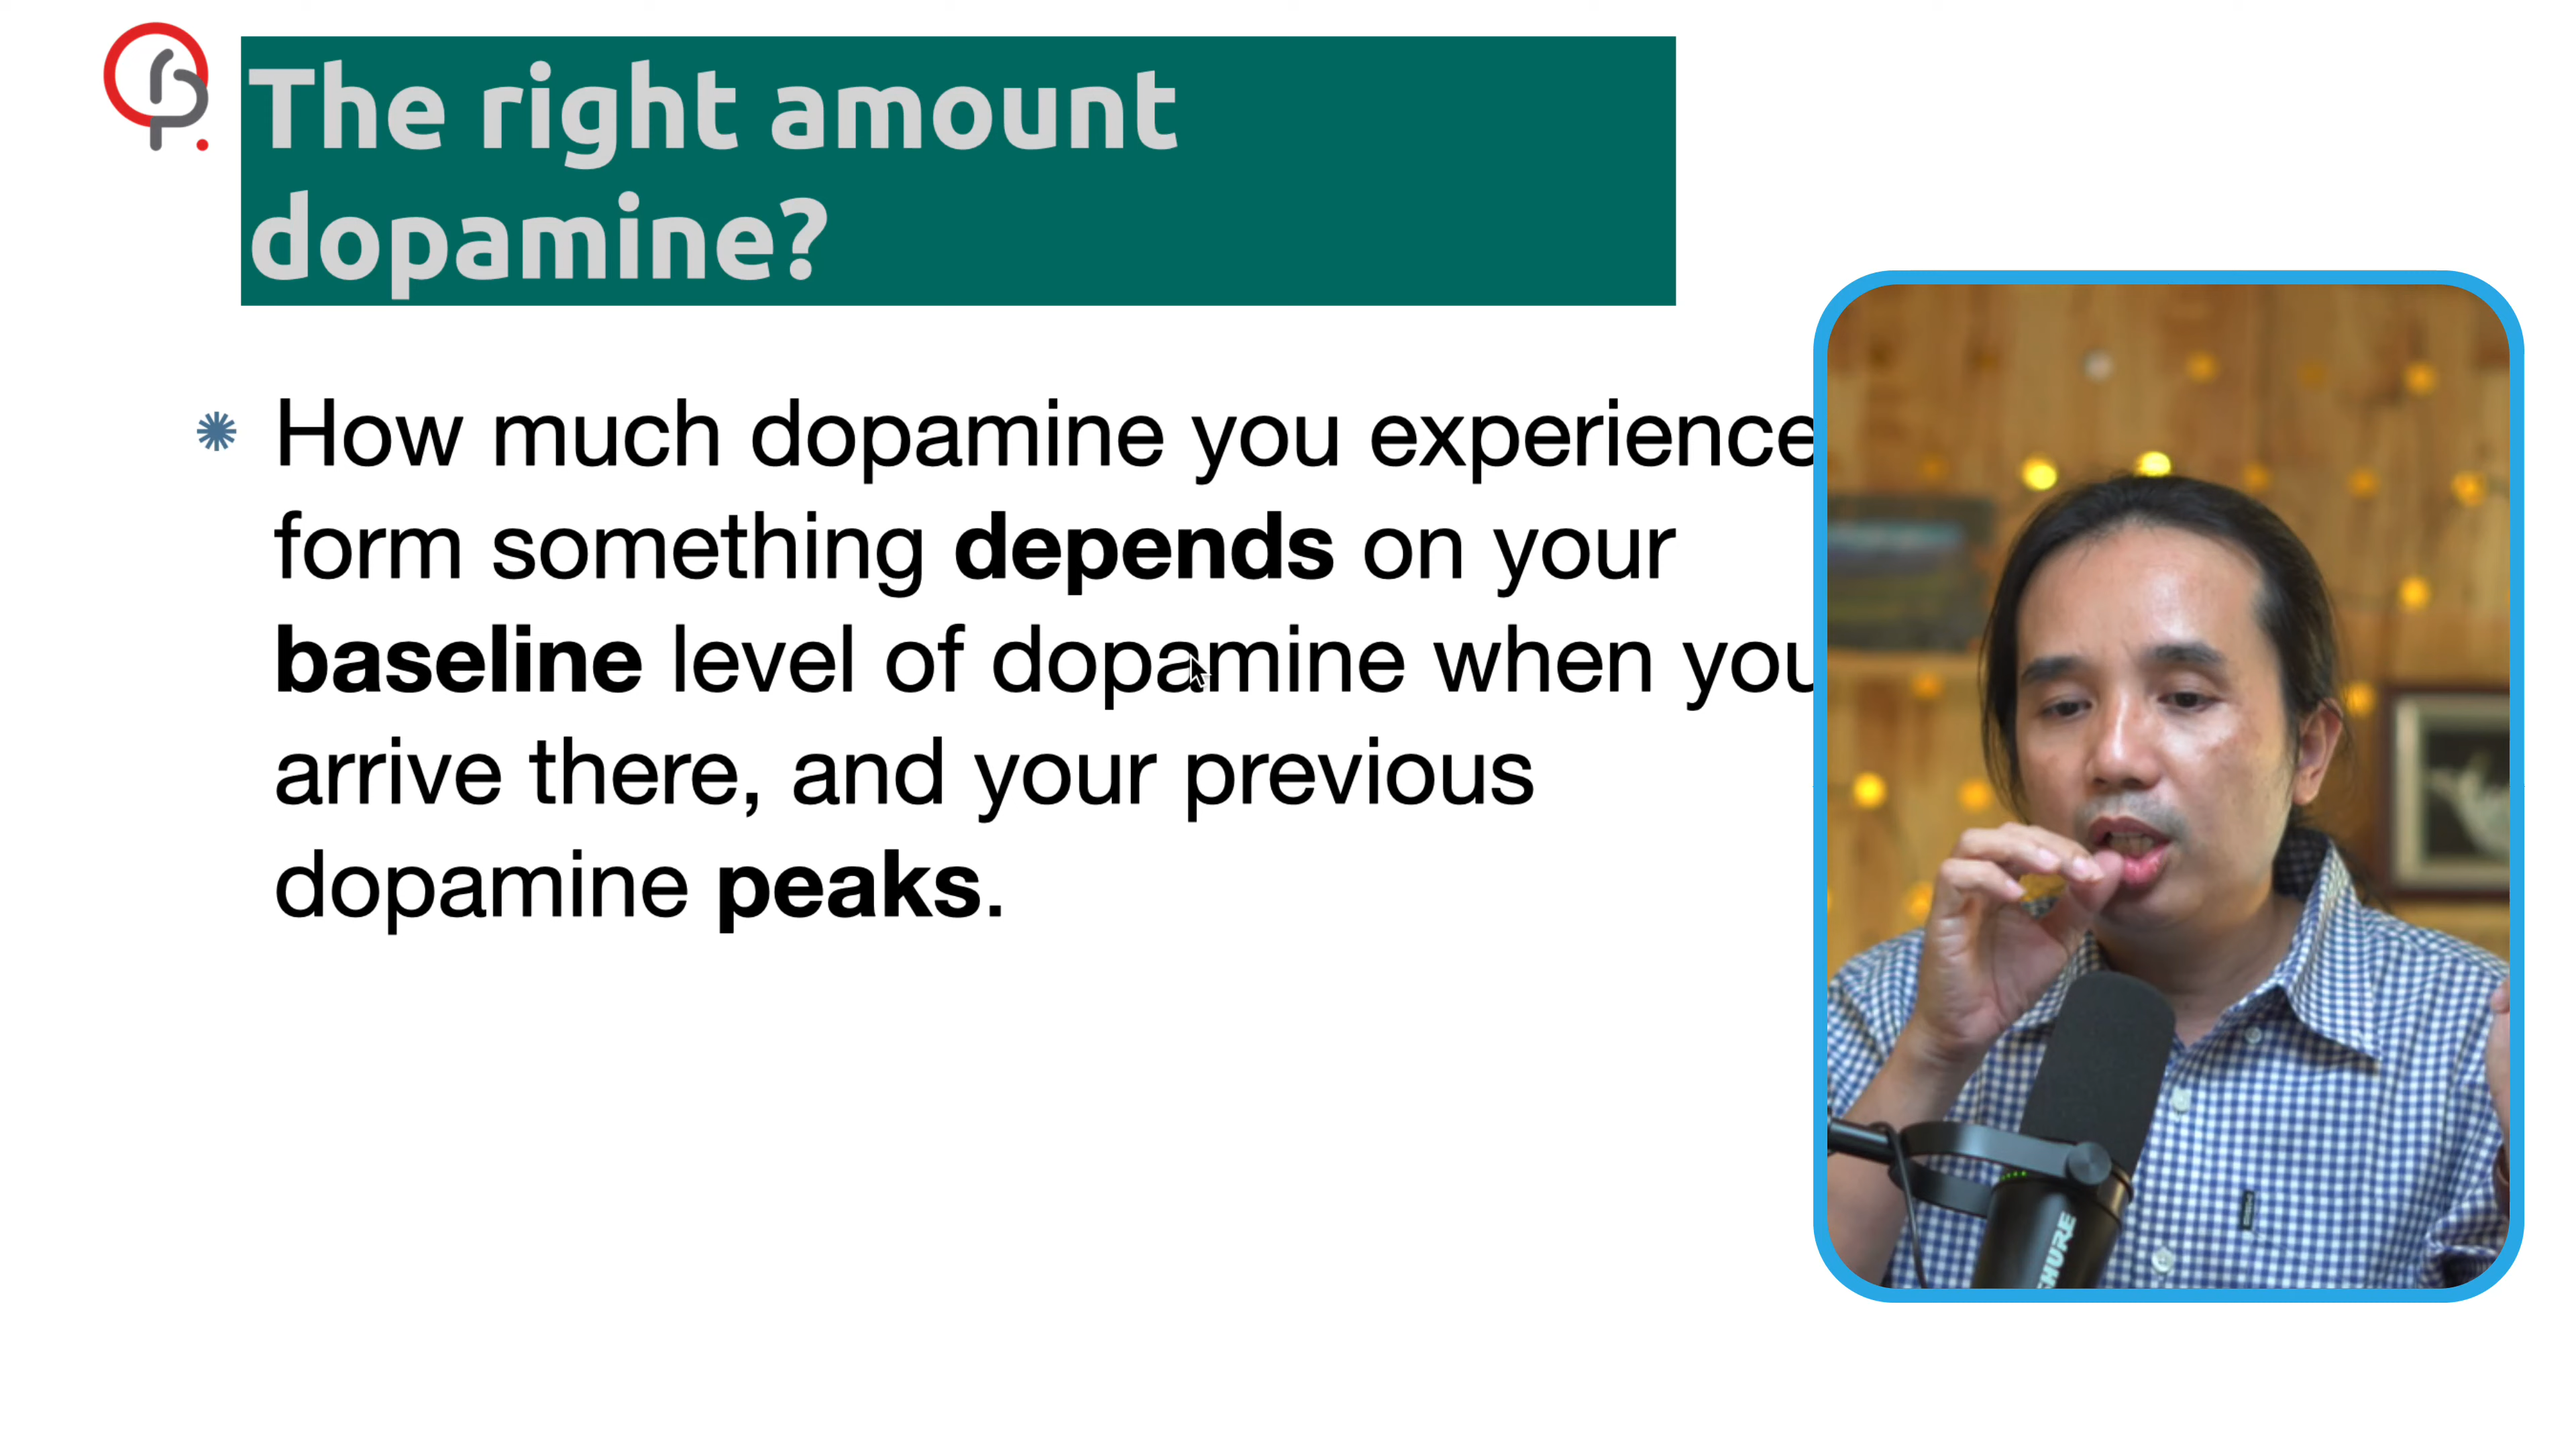 The right amount
dopamine?
How much dopamine you experience
form something depends on your
baseline level of dopamine when you
arrive there, and your previous
dopamine peaks.
SHURE